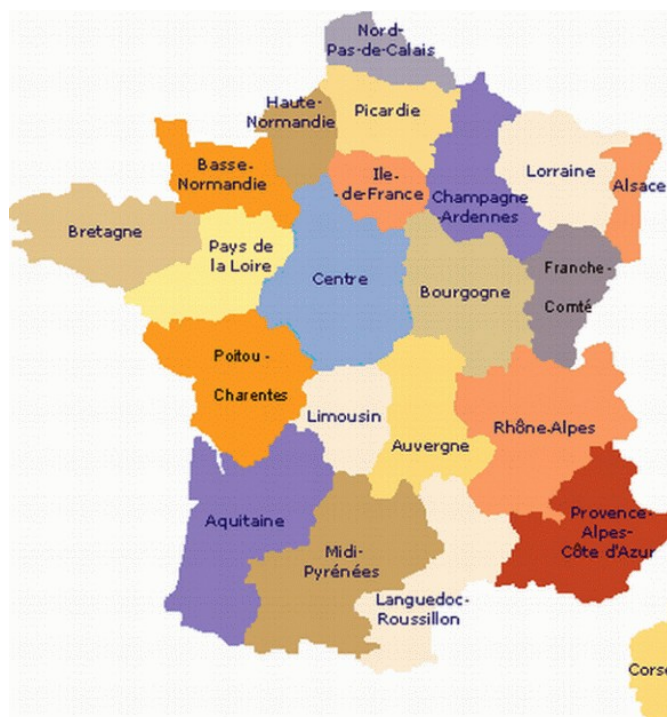 Nord-
Pas-de-Calais
Haute-
Normandie
Picardie
Basse-
Normandie
Ile-
-de-France
Champagne
-Ardennes
Lorraine
Alsace
Bretagne
Pays de
la Loire
Centre
Bourgogne
Franche-
Comté
Poitou-
Charentes
Limousin
Auvergne
Rhône-Alpes
Aquitaine
Midi-
Pyrénées
Provence-
Alpes-
Côte d'Azur
Languedoc-
Roussillon
Corse